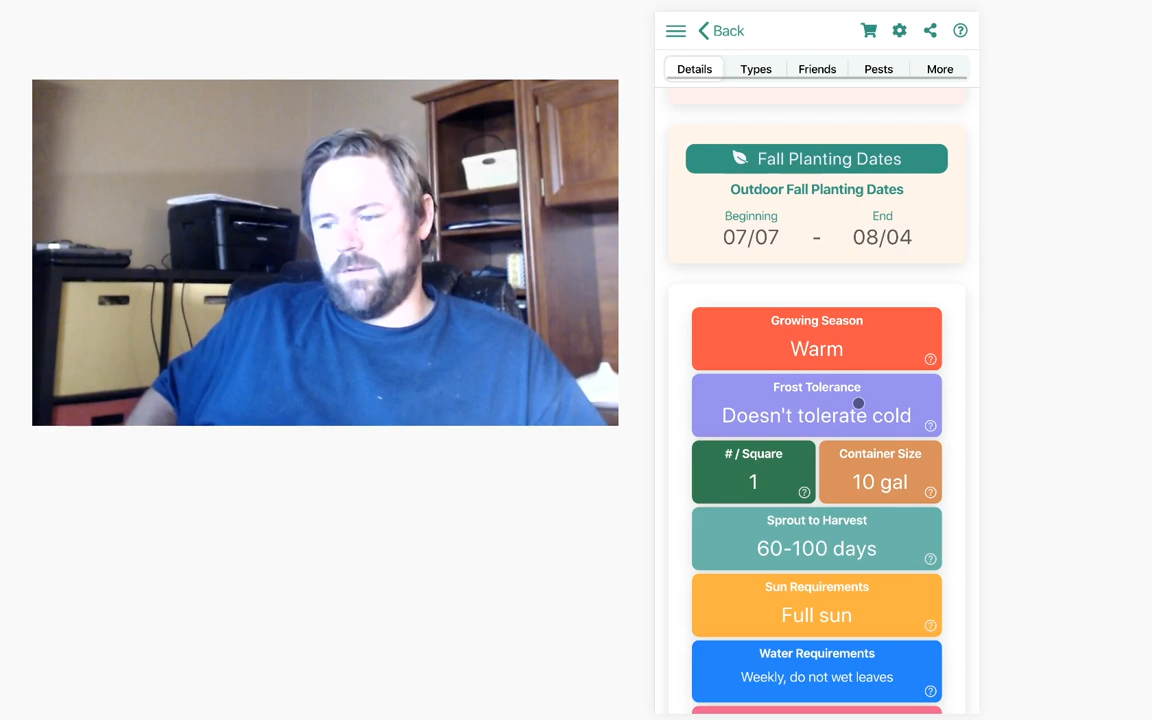 Back
Details
Types
Friends
Pests
More
Fall Planting Dates
Outdoor Fall Planting Dates
Beginning
End
07/07
-
08/04
Growing Season
Warm
Frost Tolerance
Doesn't tolerate cold
# / Square
1
Container Size
10 gal
Sprout to Harvest
60-100 days
Sun Requirements
Full sun
Water Requirements
Weekly, do not wet leaves